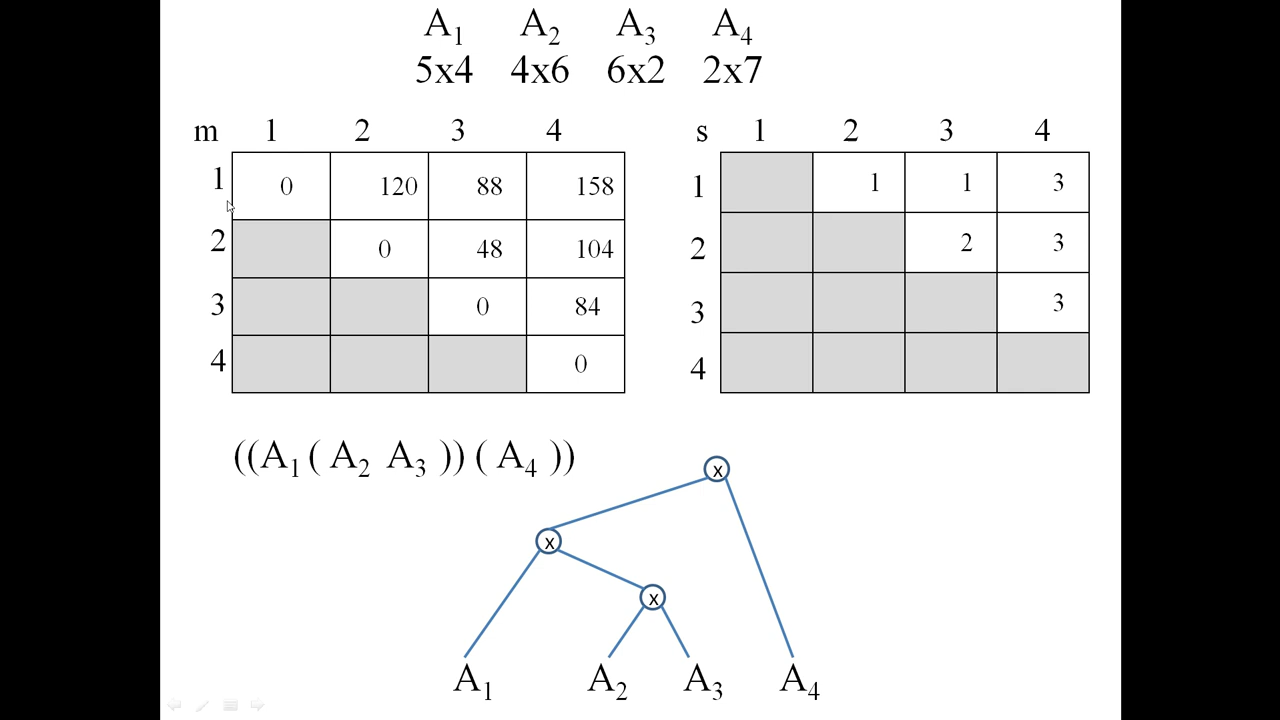 A₁ A₂ A₃ A₄
5x4 4x6 6x2 2x7
m 1 2 3 4
1 0 120 88 158
2 0 48 104
3 0 84
4 0
s 1 2 3 4
1 1 1 3
2 2 3
3 3
4
((A₁ ( A₂ A₃ )) ( A₄ ))
x
x
x
A₁ A₂ A₃ A₄